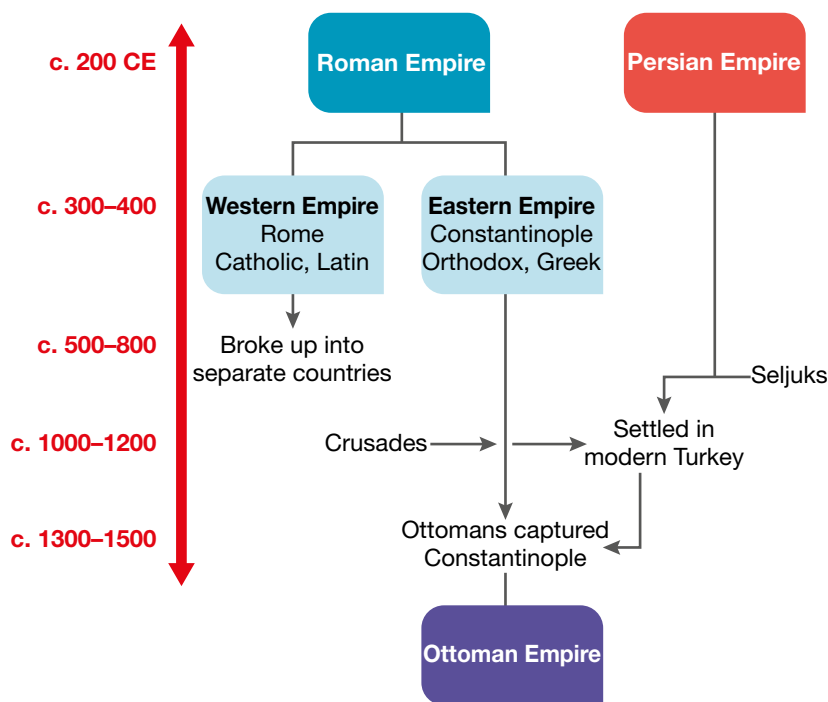 c. 200 CE
Roman Empire
Persian Empire
c. 300–400
Western Empire
Rome
Catholic, Latin
Eastern Empire
Constantinople
Orthodox, Greek
c. 500–800
Broke up into
separate countries
Seljuks
c. 1000–1200
Crusades
Settled in
modern Turkey
c. 1300–1500
Ottomans captured
Constantinople
Ottoman Empire